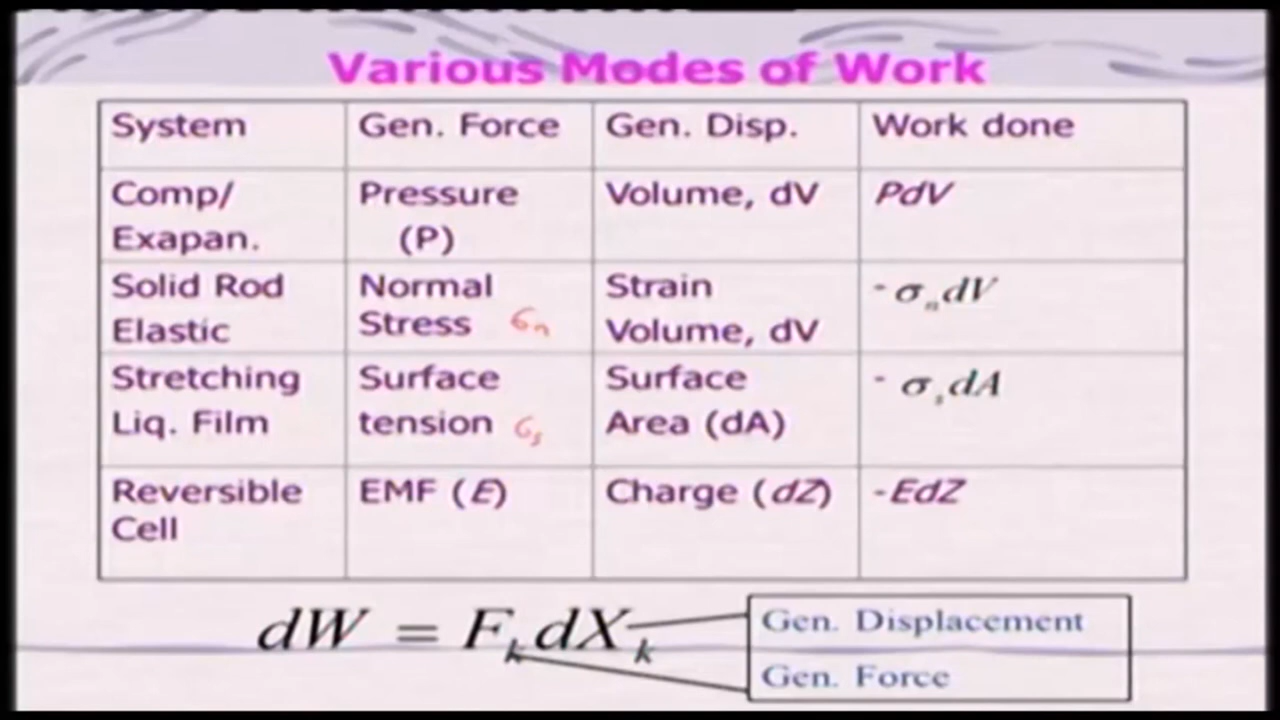 Various Modes of Work
System Gen. Force Gen. Disp. Work done
Comp/ Pressure Volume, dV PdV
Exapan. (P)
Solid Rod Normal Strain - σₙdV
Elastic Stress σₙ Volume, dV
Stretching Surface Surface - σₛdA
Liq. Film tension σₛ Area (dA)
Reversible EMF (E) Charge (dZ) -EdZ
Cell
dW = FₖdXₖ
Gen. Displacement
Gen. Force